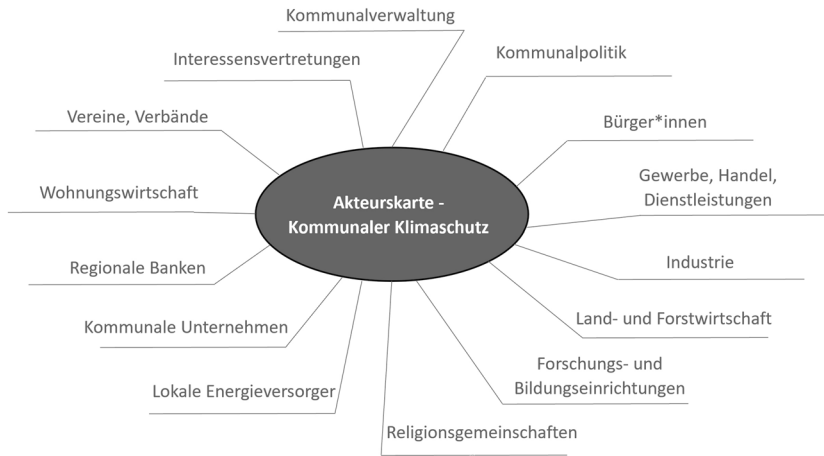 Kommunalverwaltung
Interessensvertretungen
Kommunalpolitik
Vereine, Verbände
Bürger*innen
Gewerbe, Handel,
Dienstleistungen
Wohnungswirtschaft
Akteurskarte -
Kommunaler Klimaschutz
Regionale Banken
Industrie
Kommunale Unternehmen
Land- und Forstwirtschaft
Forschungs- und
Bildungseinrichtungen
Lokale Energieversorger
Religionsgemeinschaften